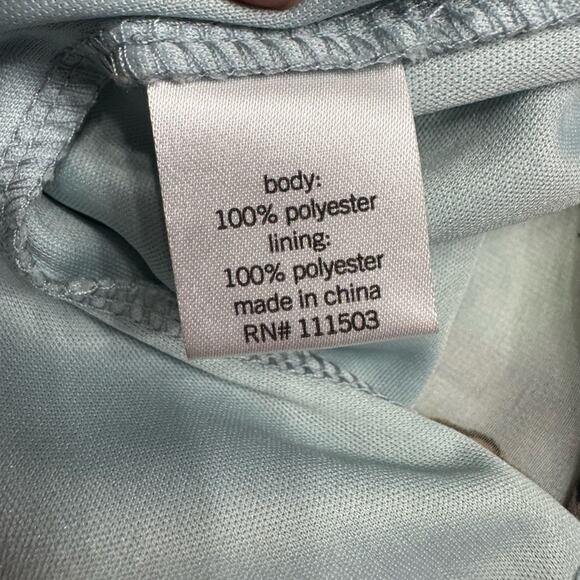 body:
100% polyester
lining:
100% polyester
made in china
RN# 111503